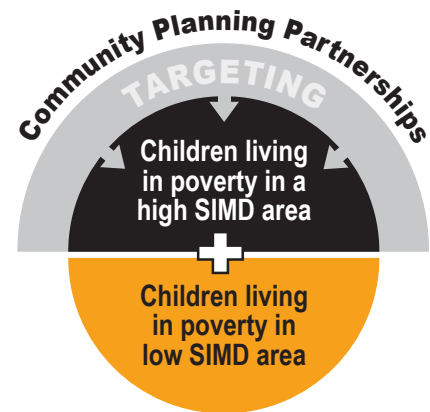 Community Planning Partnerships
TARGETING
Children living
in poverty in a
high SIMD area
Children living
in poverty in
low SIMD area